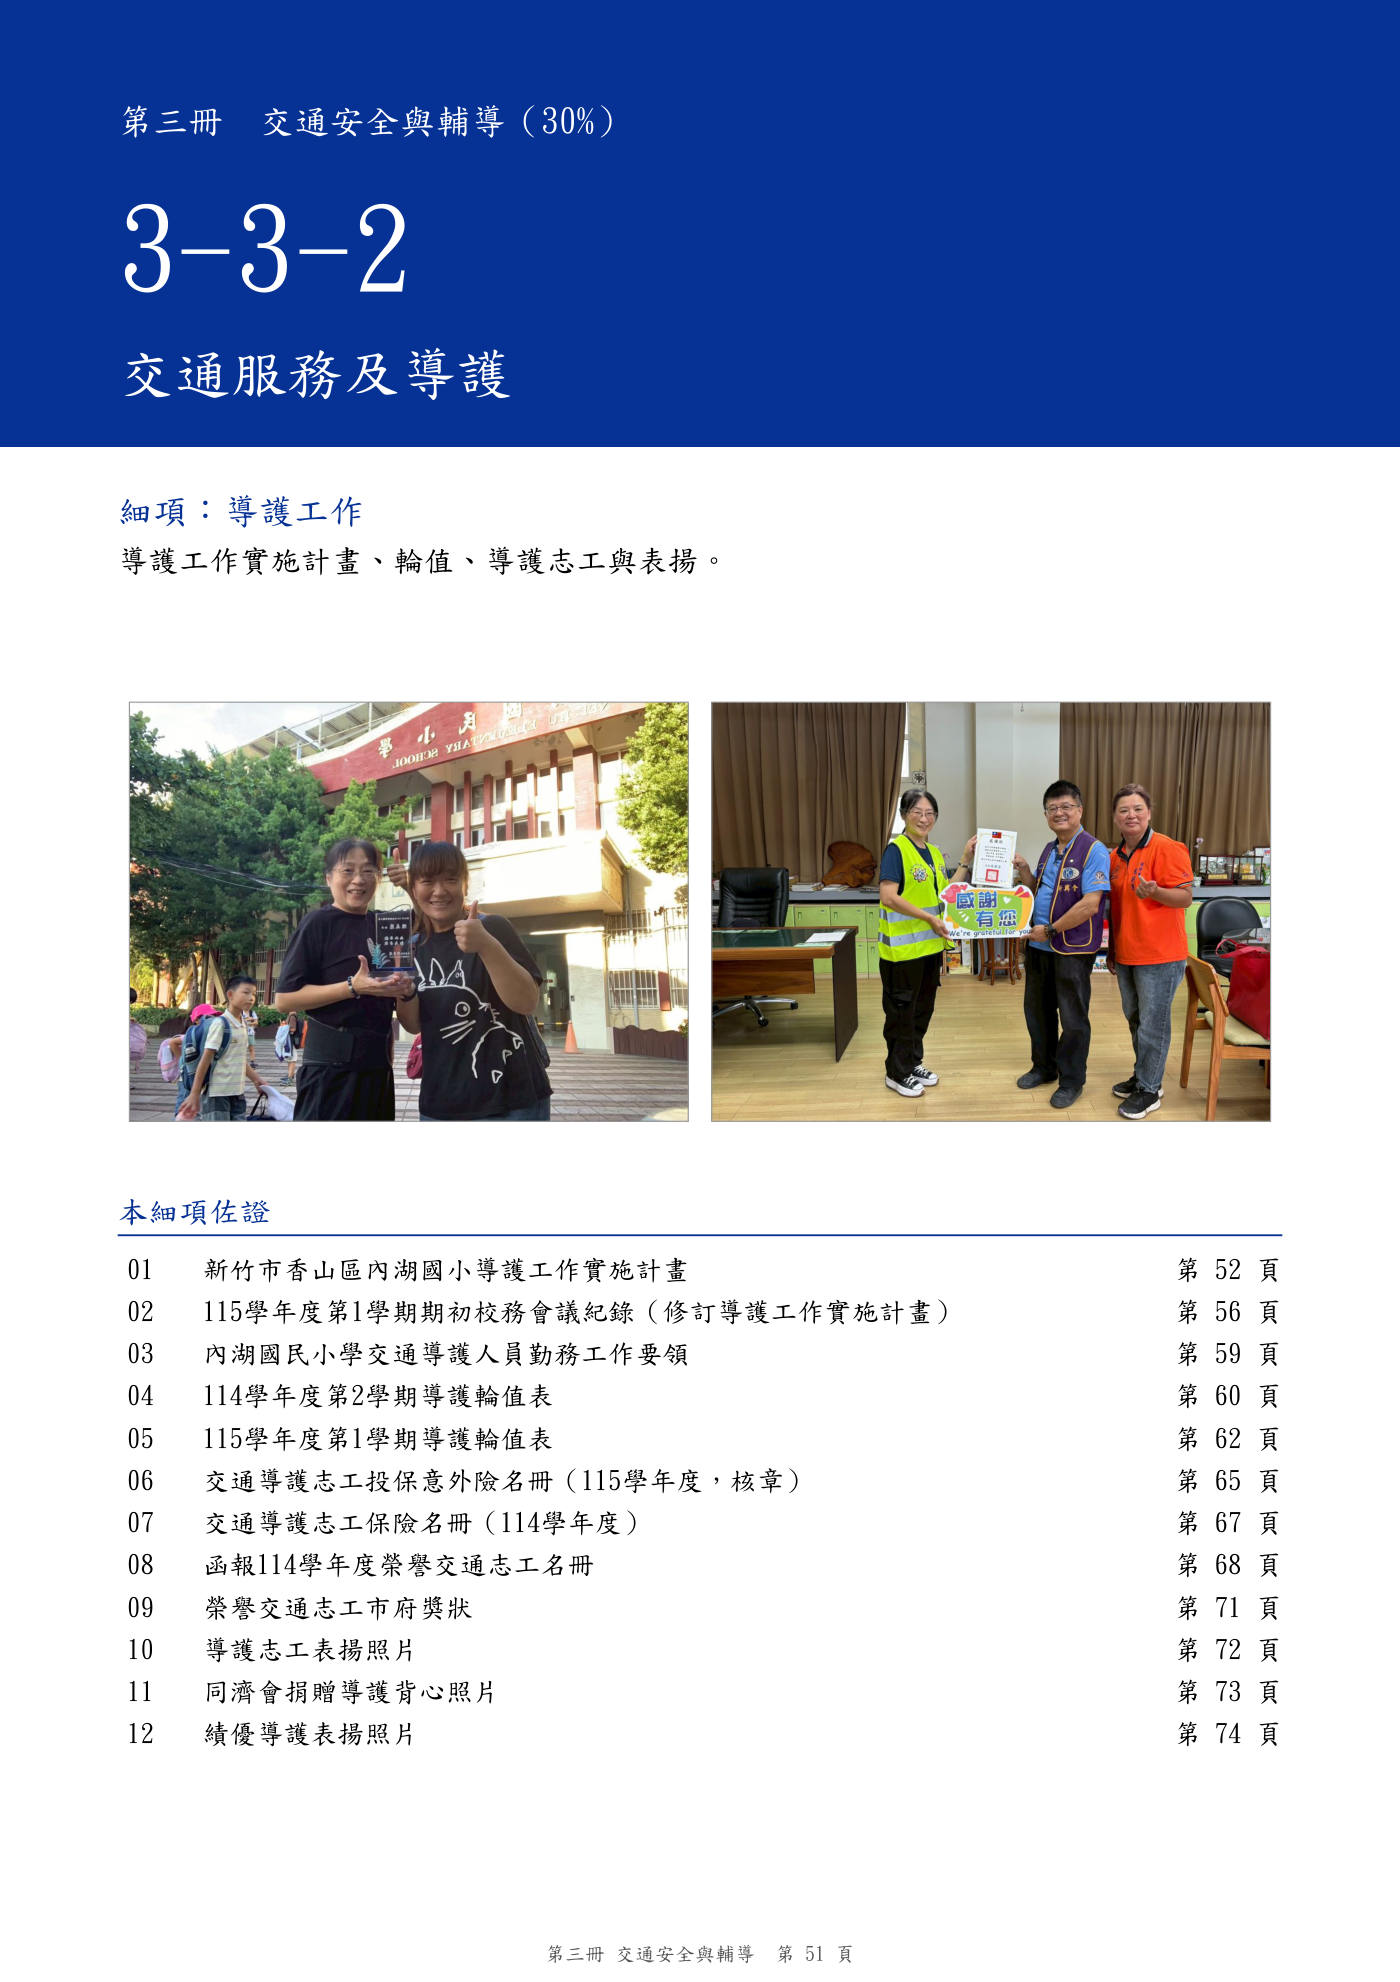 第三冊　交通安全與輔導（30%）
3-3-2
交通服務及導護
細項：導護工作
導護工作實施計畫、輪值、導護志工與表揚。
民小學
ELEMENTARY SCHOOL
感謝
有您
We're grateful for you
本細項佐證
01 新竹市香山區內湖國小導護工作實施計畫 第 52 頁
02 115學年度第1學期期初校務會議紀錄（修訂導護工作實施計畫） 第 56 頁
03 內湖國民小學交通導護人員勤務工作要領 第 59 頁
04 114學年度第2學期導護輪值表 第 60 頁
05 115學年度第1學期導護輪值表 第 62 頁
06 交通導護志工投保意外險名冊（115學年度，核章） 第 65 頁
07 交通導護志工保險名冊（114學年度） 第 67 頁
08 函報114學年度榮譽交通志工名冊 第 68 頁
09 榮譽交通志工市府獎狀 第 71 頁
10 導護志工表揚照片 第 72 頁
11 同濟會捐贈導護背心照片 第 73 頁
12 績優導護表揚照片 第 74 頁
第三冊 交通安全與輔導　第 51 頁